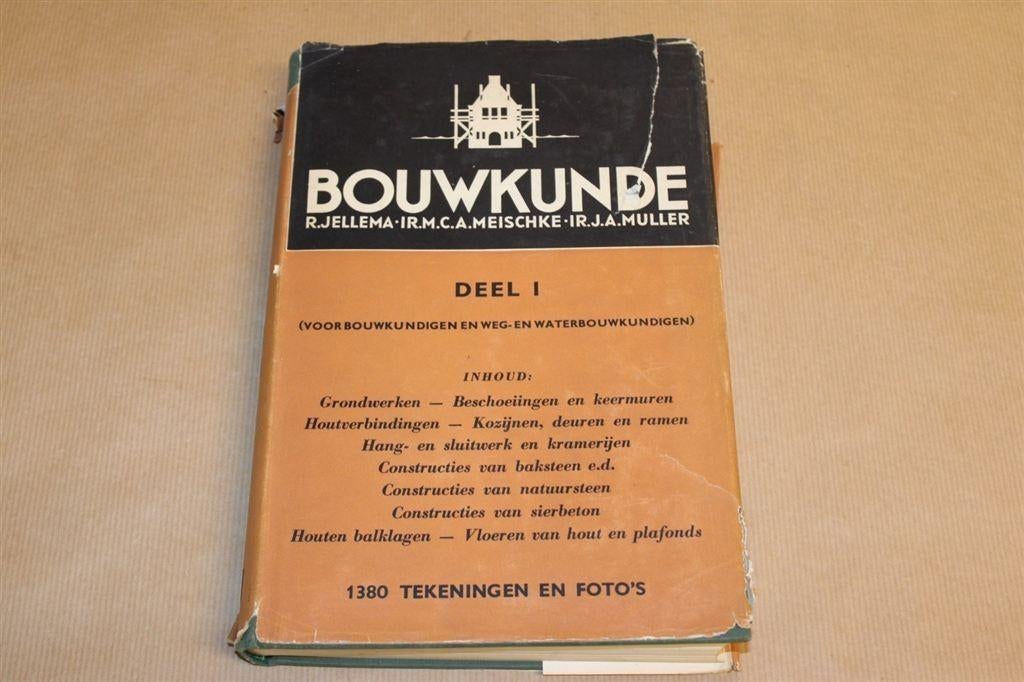 BOUWKUNDE
R.JELLEMA·IR.M.C.A.MEISCHKE·IR.J.A.MULLER
DEEL I
(VOOR BOUWKUNDIGEN EN WEG- EN WATERBOUWKUNDIGEN)
INHOUD:
Grondwerken — Beschoeiingen en keermuren
Houtverbindingen — Kozijnen, deuren en ramen
Hang- en sluitwerk en kramerijen
Constructies van baksteen e.d.
Constructies van natuursteen
Constructies van sierbeton
Houten balklagen — Vloeren van hout en plafonds
1380 TEKENINGEN EN FOTO'S